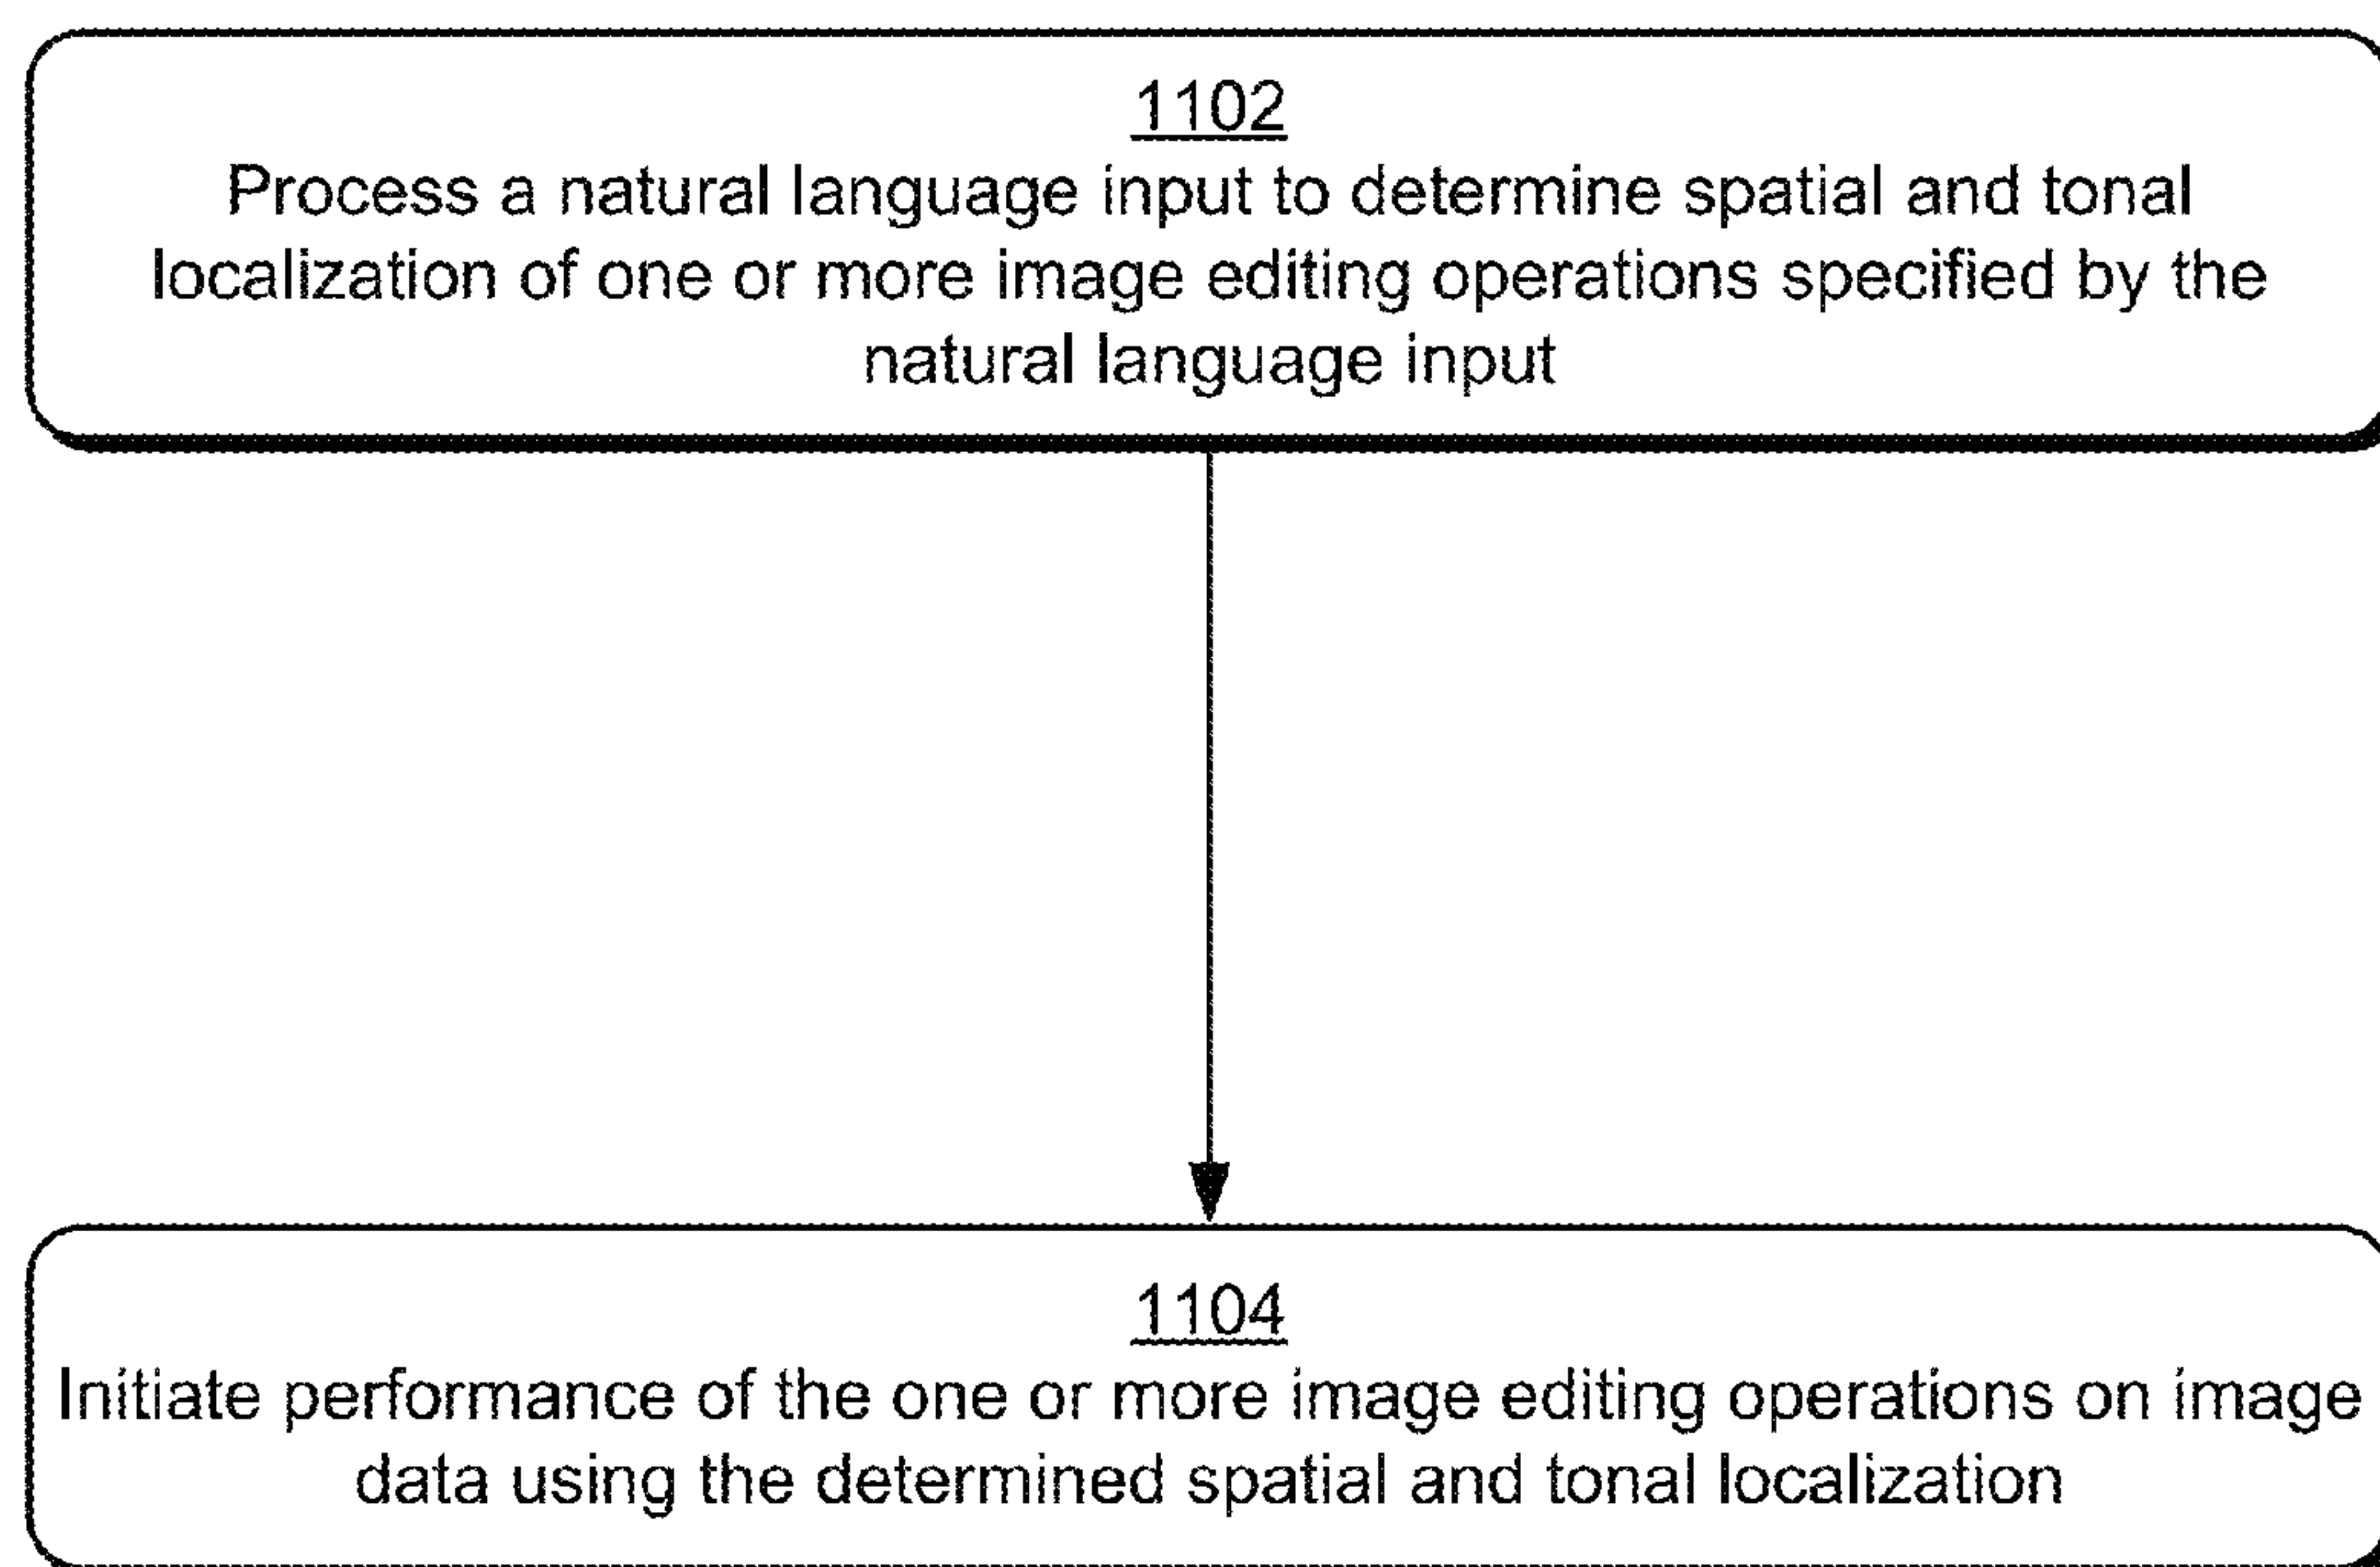 1102
Process a natural language input to determine spatial and tonal
localization of one or more image editing operations specified by the
natural language input
1104
Initiate performance of the one or more image editing operations on image
data using the determined spatial and tonal localization